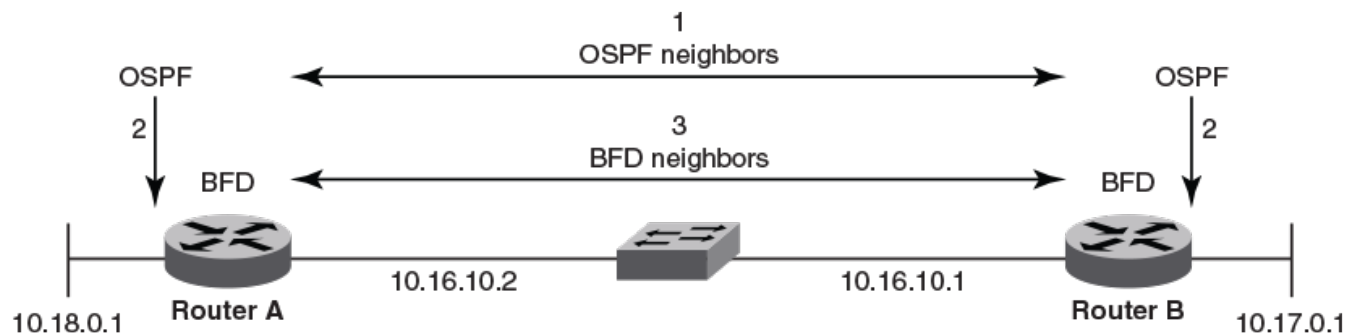 1
OSPF neighbors
OSPF
OSPF
2
2
3
BFD neighbors
BFD
BFD
10.16.10.2
10.16.10.1
Router A
Router B
10.18.0.1
10.17.0.1